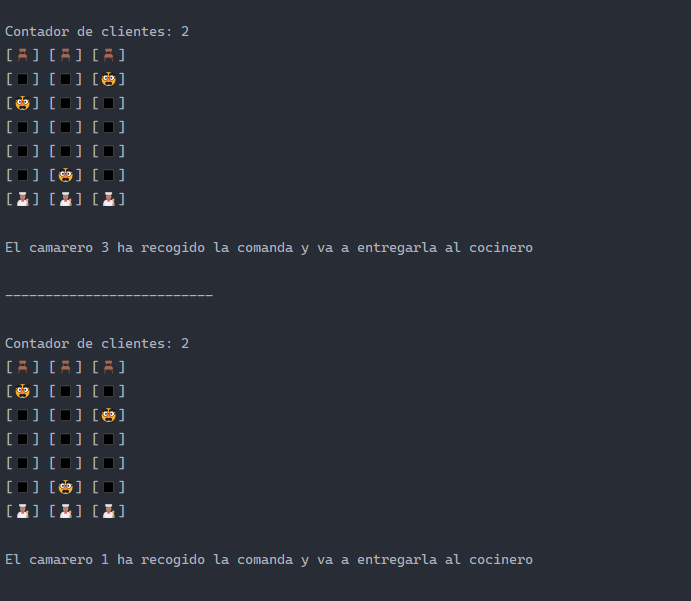 Contador de clientes: 2
[🪑] [🪑] [🪑]
[⬛] [⬛] [🤪]
[🤪] [⬛] [⬛]
[⬛] [⬛] [⬛]
[⬛] [⬛] [⬛]
[⬛] [🤪] [⬛]
[👨‍🍳] [👨‍🍳] [👨‍🍳]
El camarero 3 ha recogido la comanda y va a entregarla al cocinero
--------------------------
Contador de clientes: 2
[🪑] [🪑] [🪑]
[🤪] [⬛] [⬛]
[⬛] [⬛] [🤪]
[⬛] [⬛] [⬛]
[⬛] [⬛] [⬛]
[⬛] [🤪] [⬛]
[👨‍🍳] [👨‍🍳] [👨‍🍳]
El camarero 1 ha recogido la comanda y va a entregarla al cocinero